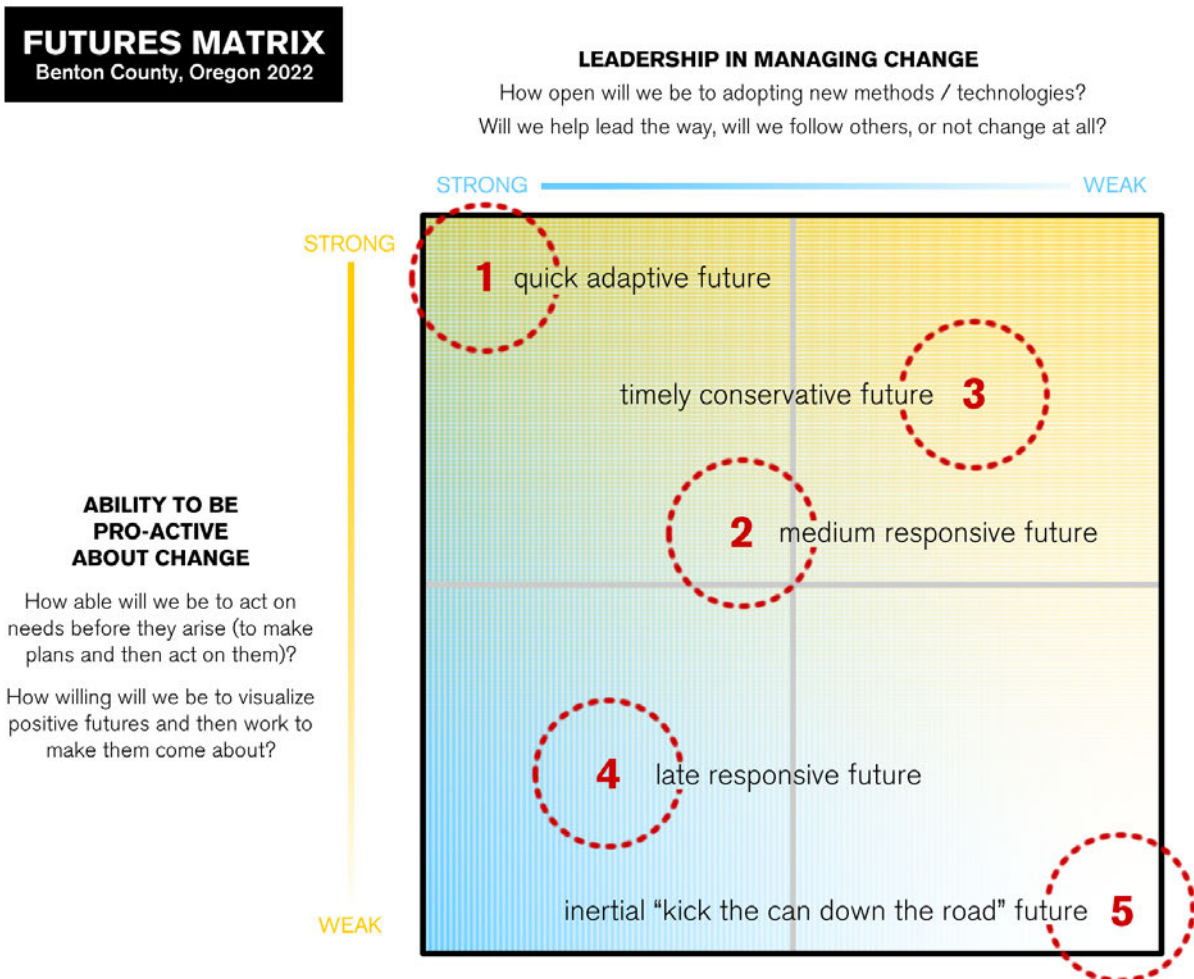 FUTURES MATRIX
Benton County, Oregon 2022
LEADERSHIP IN MANAGING CHANGE
How open will we be to adopting new methods / technologies?
Will we help lead the way, will we follow others, or not change at all?
STRONG
WEAK
STRONG
1 quick adaptive future
timely conservative future 3
2 medium responsive future
ABILITY TO BE
PRO-ACTIVE
ABOUT CHANGE
How able will we be to act on
needs before they arise (to make
plans and then act on them)?
How willing will we be to visualize
positive futures and then work to
make them come about?
4 late responsive future
inertial “kick the can down the road” future 5
WEAK